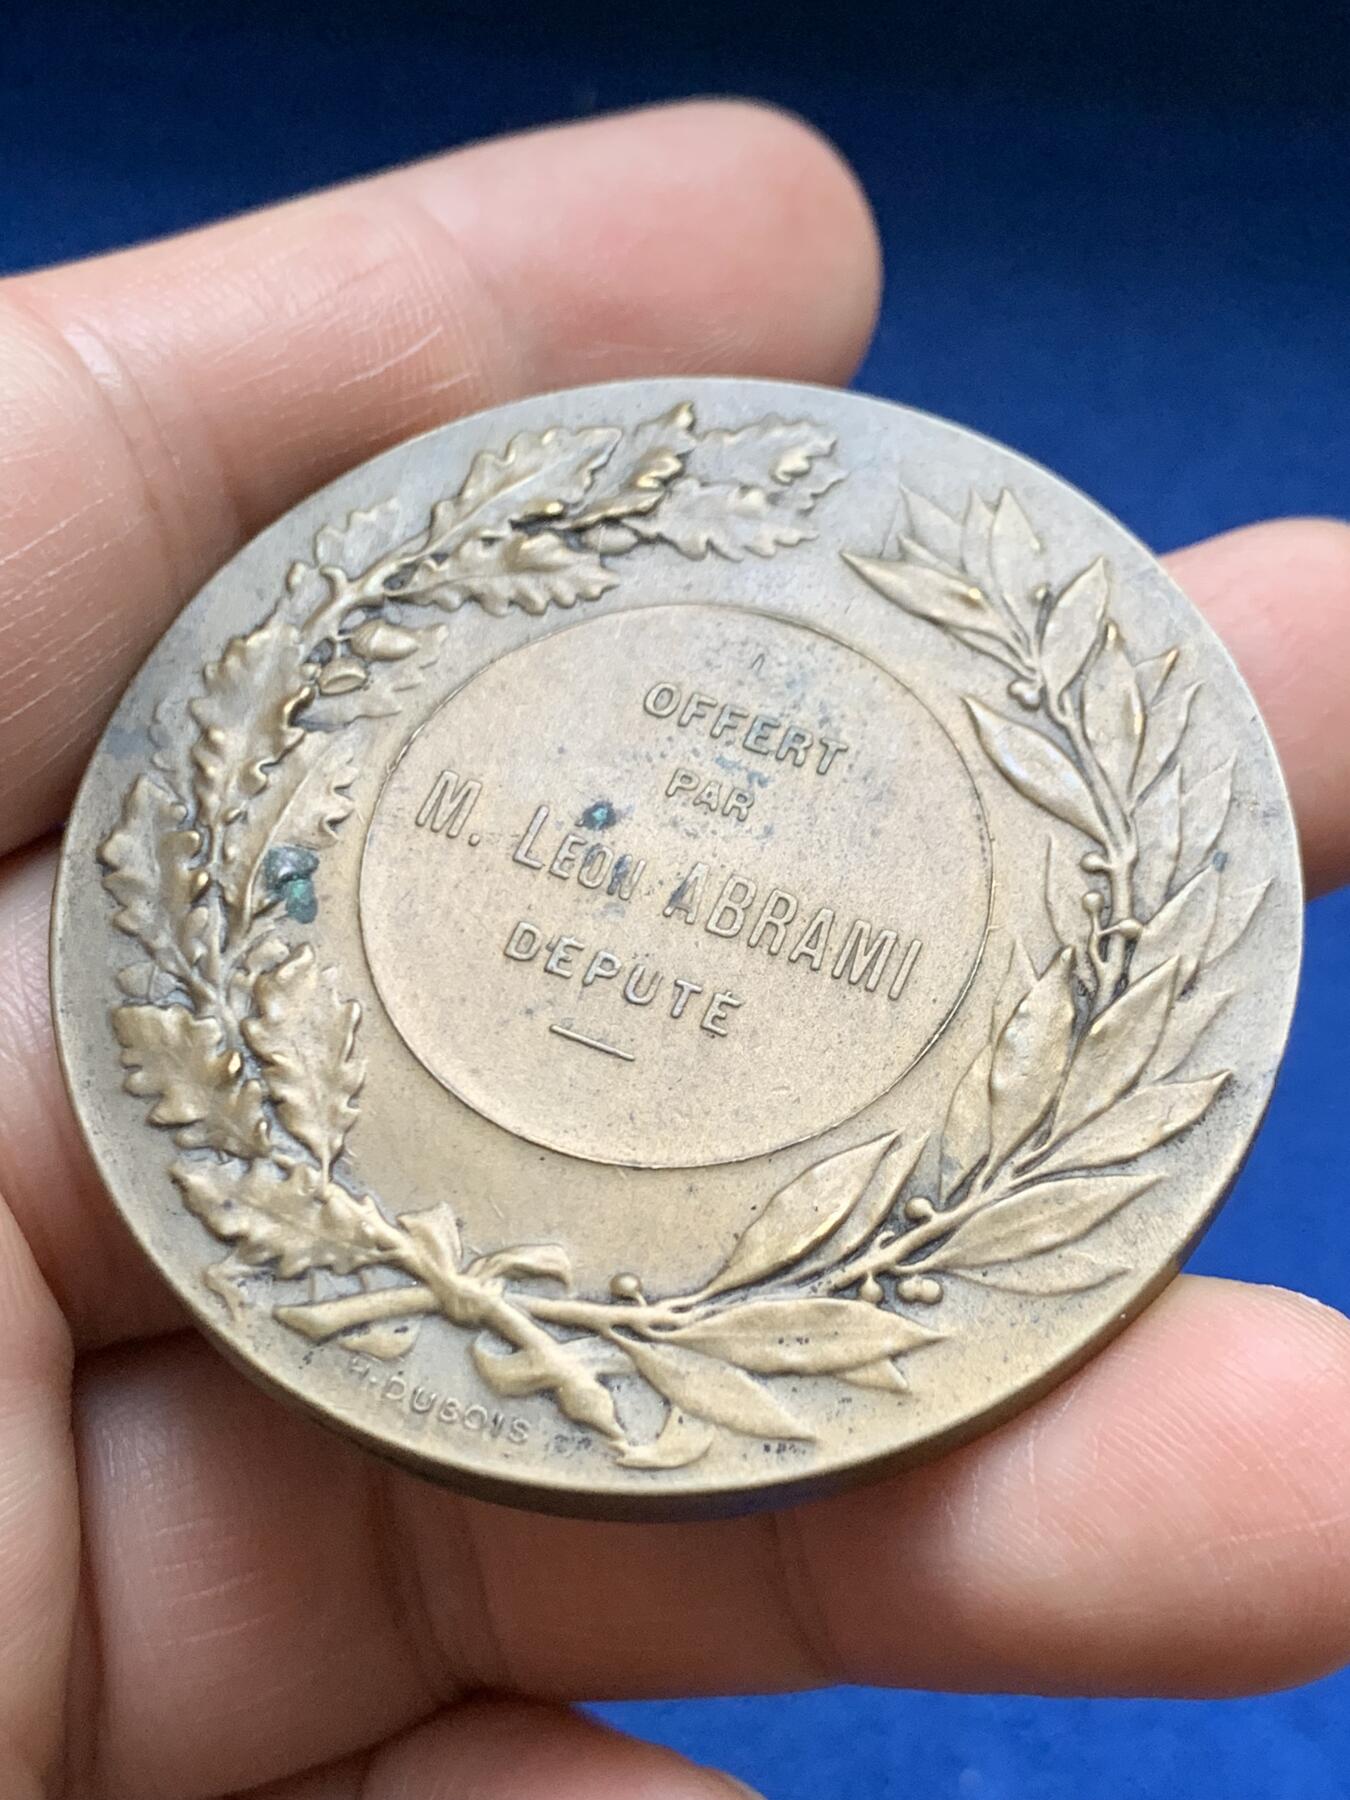 OFFERT
PAR
M. LÉON ABRAMI
DÉPUTÉ
H. DUBOIS